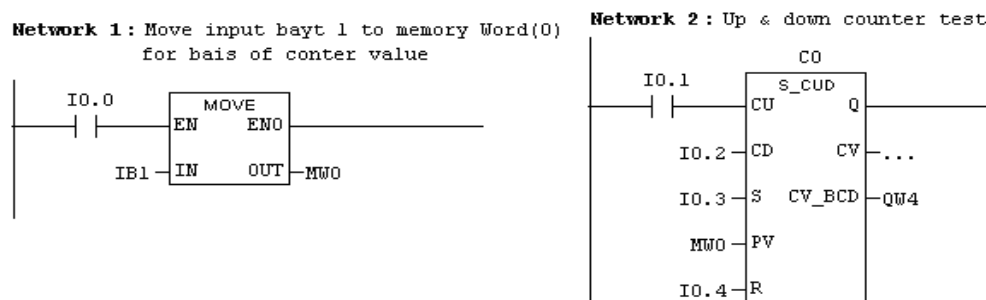 Network 1: Move input bayt 1 to memory Word(0)
for bais of conter value
I0.0
MOVE
EN ENO
IB1 IN OUT MW0
Network 2: Up & down counter test
C0
I0.1
S_CUD
CU Q
I0.2 CD CV ...
I0.3 S CV_BCD QW4
MW0 PV
I0.4 R